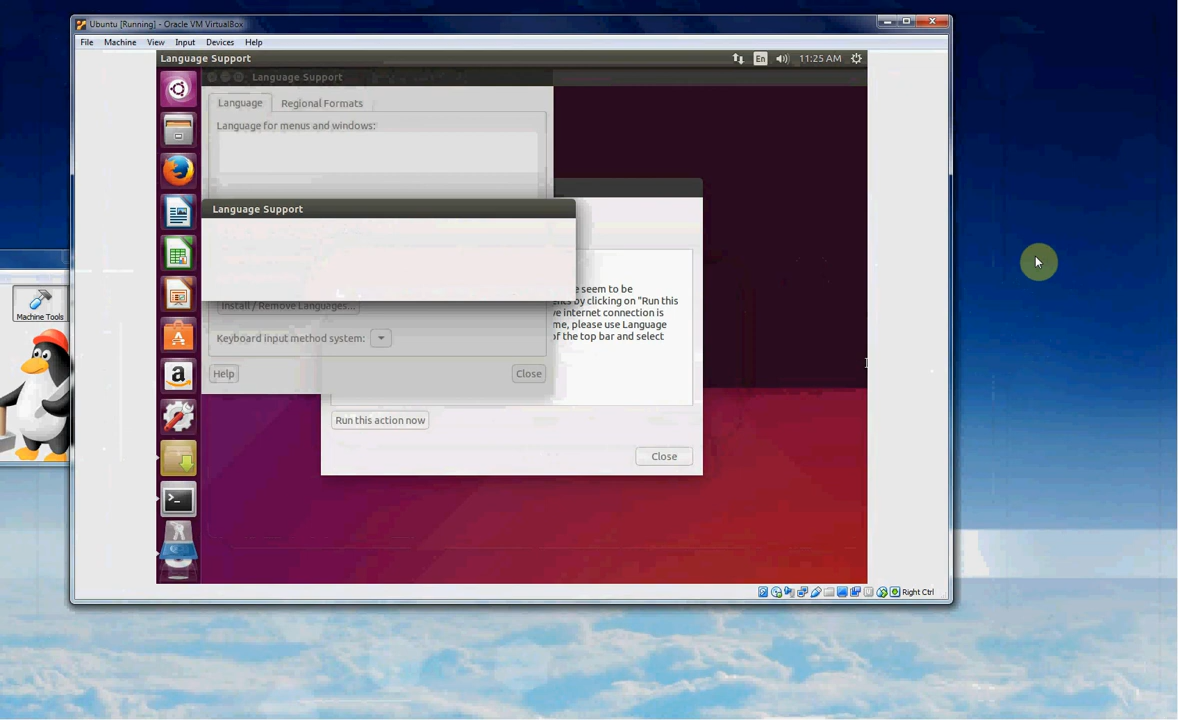 Ubuntu [Running] - Oracle VM VirtualBox
File Machine View Input Devices Help
Language Support
En
11:25 AM
Language Support
Language
Regional Formats
Language for menus and windows:
Language Support
Install / Remove Languages...
Keyboard input method system:
Help
Close
e seem to be
ents by clicking on "Run this
ve internet connection is
me, please use Language
of the top bar and select
Run this action now
Close
Machine Tools
Right Ctrl